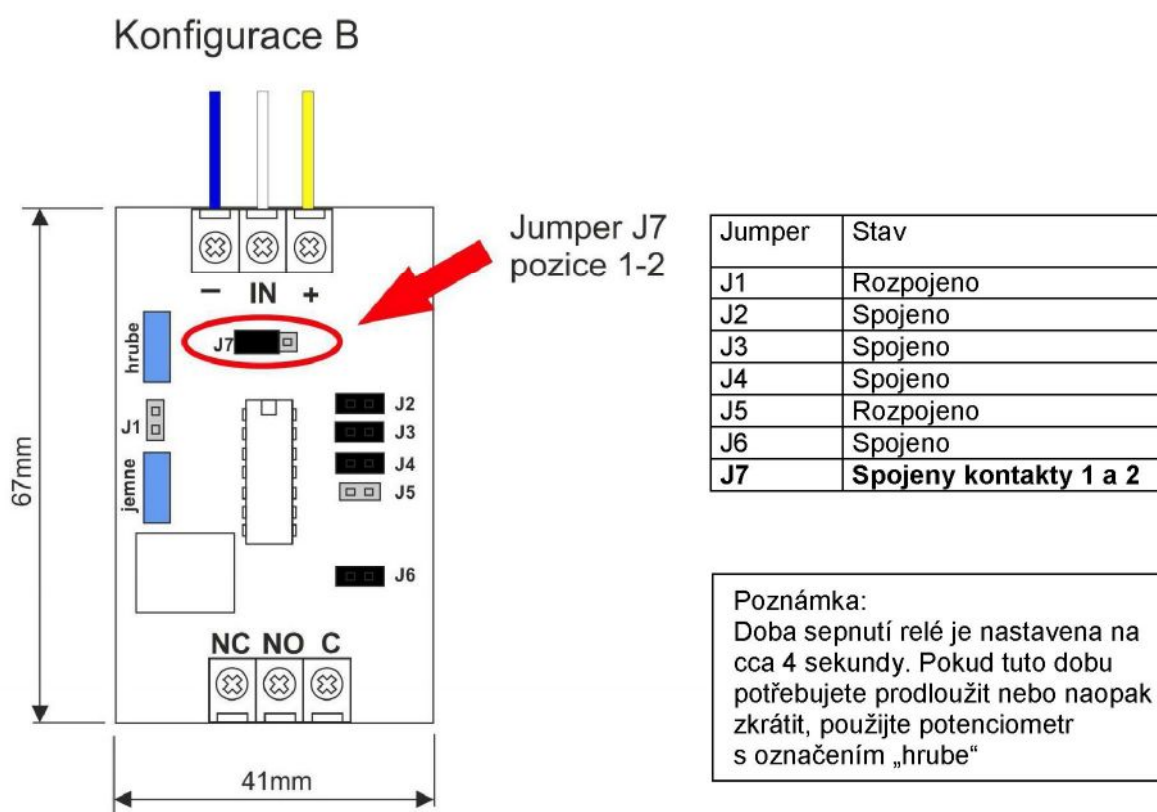 Konfigurace B
Jumper J7
pozice 1-2
− IN +
hrube
J7
J1
jemne
J2
J3
J4
J5
J6
NC NO C
67mm
41mm
Jumper Stav
J1 Rozpojeno
J2 Spojeno
J3 Spojeno
J4 Spojeno
J5 Rozpojeno
J6 Spojeno
J7 Spojeny kontakty 1 a 2
Poznámka:
Doba sepnutí relé je nastavena na
cca 4 sekundy. Pokud tuto dobu
potřebujete prodloužit nebo naopak
zkrátit, použijte potenciometr
s označením „hrube“